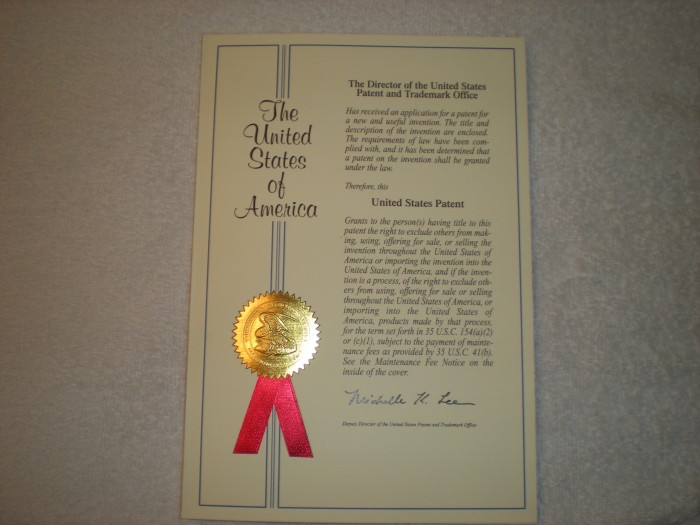 The
United
States
of
America
The Director of the United States
Patent and Trademark Office
Has received an application for a patent for
a new and useful invention. The title and
description of the invention are enclosed.
The requirements of law have been com-
plied with, and it has been determined that
a patent on the invention shall be granted
under the law.
Therefore, this
United States Patent
Grants to the person(s) having title to this
patent the right to exclude others from mak-
ing, using, offering for sale, or selling the
invention throughout the United States of
America or importing the invention into the
United States of America, and if the inven-
tion is a process, of the right to exclude oth-
ers from using, offering for sale or selling
throughout the United States of America, or
importing into the United States of
America, products made by that process,
for the term set forth in 35 U.S.C. 154(a)(2)
or (c)(1), subject to the payment of mainte-
nance fees as provided by 35 U.S.C. 41(b).
See the Maintenance Fee Notice on the
inside of the cover.
Michelle K. Lee
Deputy Director of the United States Patent and Trademark Office